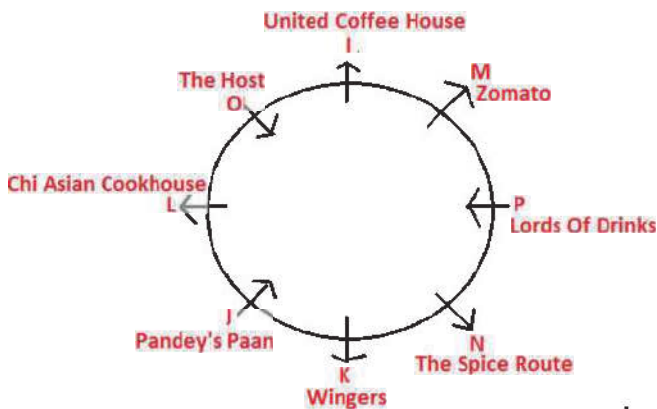 United Coffee House
I
M
Zomato
The Host
O
Chi Asian Cookhouse
L
P
Lords Of Drinks
J
Pandey's Paan
N
The Spice Route
K
Wingers